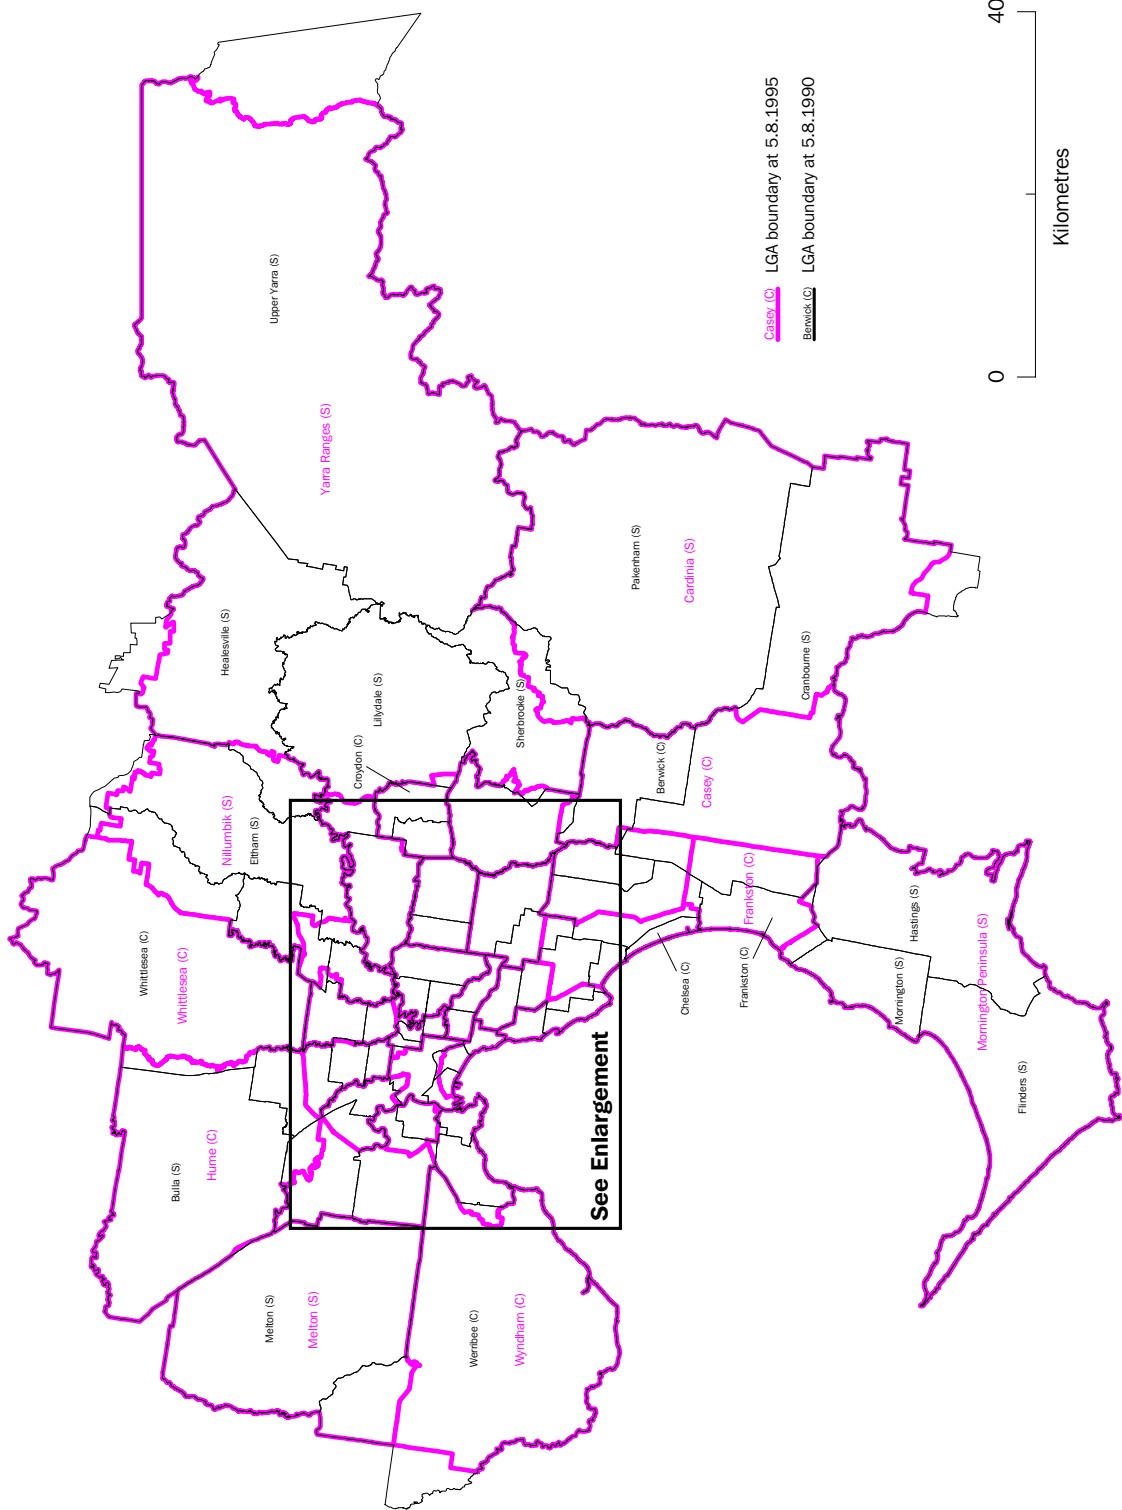 Upper Yarra (S)
Yarra Ranges (S)
Healesville (S)
Lillydale (S)
Croydon (C)
Sherbrooke (S)
Pakenham (S)
Cardinia (S)
Cranbourne (S)
Berwick (C)
Casey (C)
Nillumbik (S)
Eltham (S)
Whittlesea (C)
Whittlesea (C)
Bulla (S)
Hume (C)
Melton (S)
Melton (S)
Werribee (C)
Wyndham (C)
See Enlargement
Chelsea (C)
Frankston (C)
Frankston (C)
Hastings (S)
Mornington (S)
Mornington Peninsula (S)
Flinders (S)
Casey (C) LGA boundary at 5.8.1995
Berwick (C) LGA boundary at 5.8.1990
0 40
Kilometres